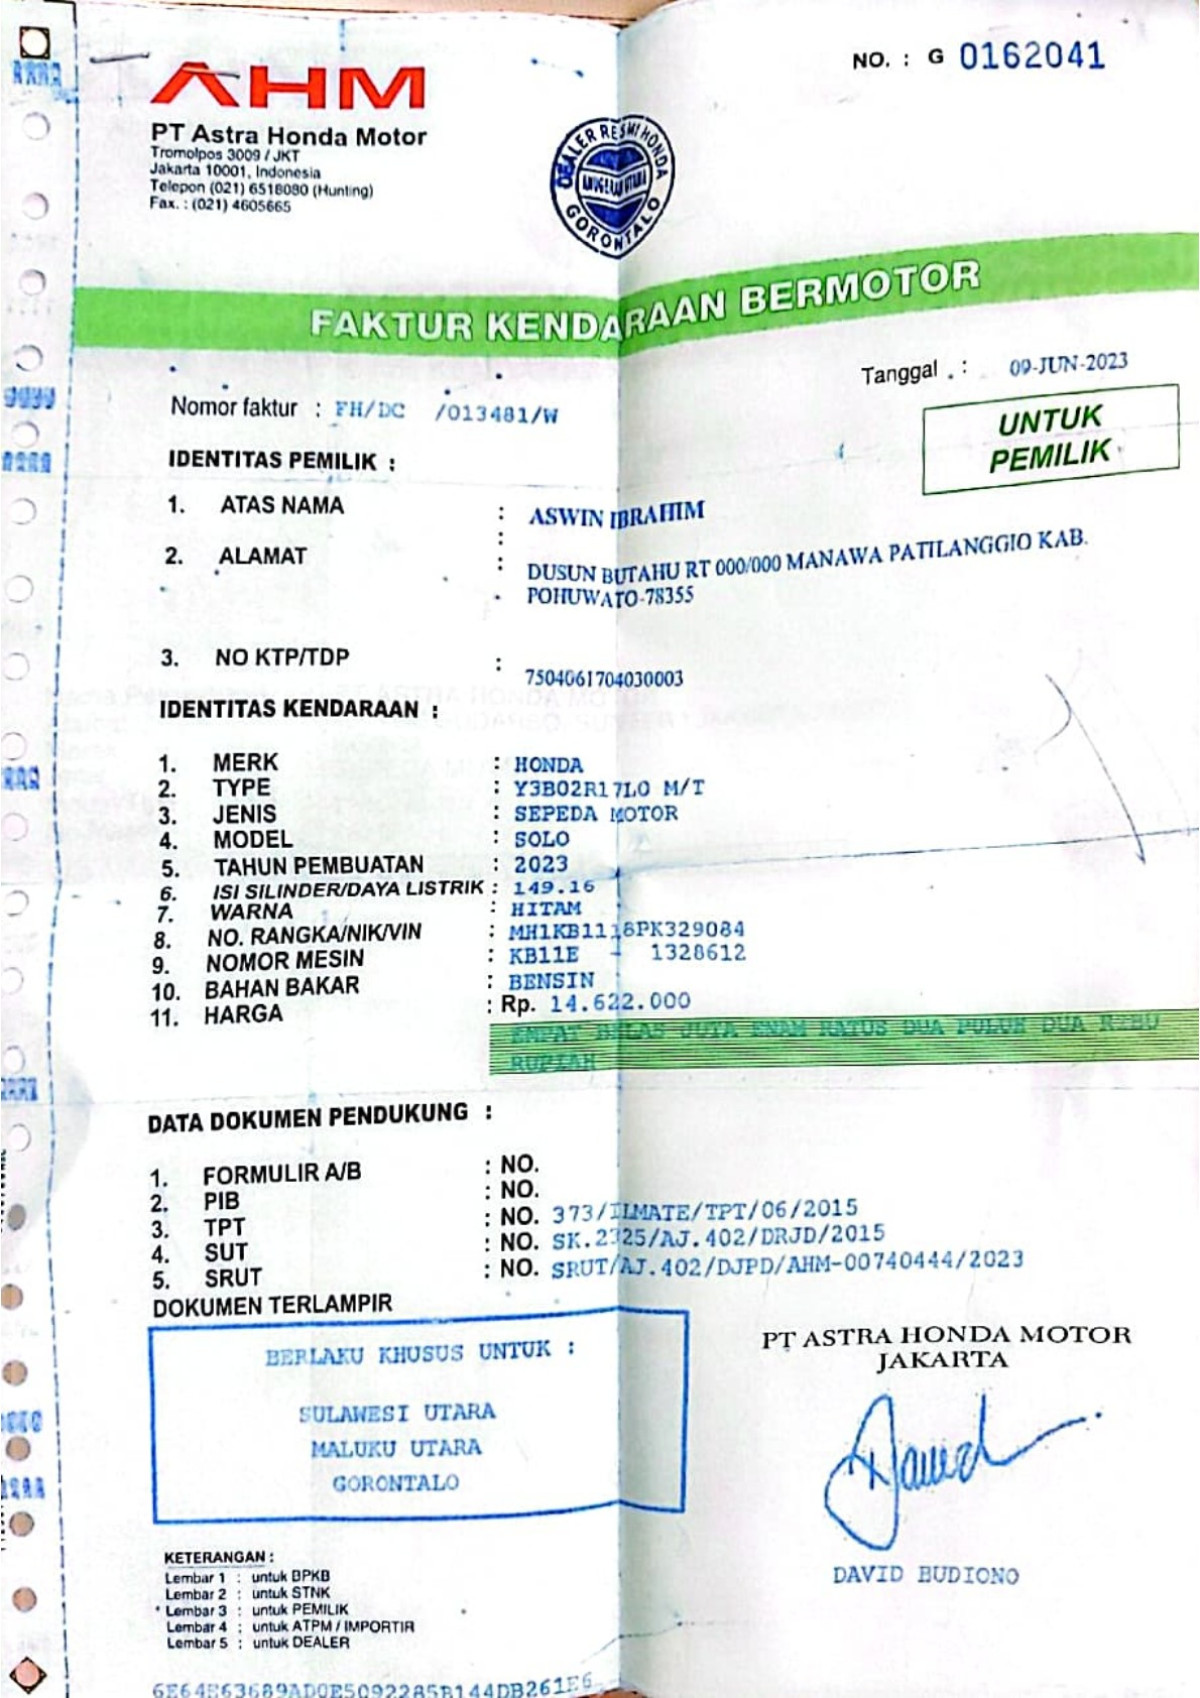 NO. : G 0162041
AHM
PT Astra Honda Motor
Tromolpos 3009 / JKT
Jakarta 10001, Indonesia
Telepon (021) 6518080 (Hunting)
Fax. : (021) 4605665
DEALER RESMI HONDA
GORONTALO
FAKTUR KENDARAAN BERMOTOR
Tanggal : 09-JUN-2023
Nomor faktur : FH/DC /013481/W
UNTUK
PEMILIK
IDENTITAS PEMILIK :
1. ATAS NAMA : ASWIN IBRAHIM
2. ALAMAT : DUSUN BUTAHU RT 000/000 MANAWA PATILANGGIO KAB.
POHUWATO-78355
3. NO KTP/TDP : 7504061704030003
IDENTITAS KENDARAAN :
1. MERK : HONDA
2. TYPE : Y3B02R17L0 M/T
3. JENIS : SEPEDA MOTOR
4. MODEL : SOLO
5. TAHUN PEMBUATAN : 2023
6. ISI SILINDER/DAYA LISTRIK : 149.16
7. WARNA : HITAM
8. NO. RANGKA/NIK/VIN : MH1KB1118PK329084
9. NOMOR MESIN : KB11E - 1328612
10. BAHAN BAKAR : BENSIN
11. HARGA : Rp. 14.622.000
EMPAT BELAS JUTA ENAM RATUS DUA PULUH DUA RIBU
RUPIAH
DATA DOKUMEN PENDUKUNG :
1. FORMULIR A/B : NO.
2. PIB : NO.
3. TPT : NO. 373/ILMATE/TPT/06/2015
4. SUT : NO. SK.2325/AJ.402/DRJD/2015
5. SRUT : NO. SRUT/AJ.402/DJPD/AHM-00740444/2023
DOKUMEN TERLAMPIR
BERLAKU KHUSUS UNTUK :
SULAWESI UTARA
MALUKU UTARA
GORONTALO
PT ASTRA HONDA MOTOR
JAKARTA
DAVID BUDIONO
KETERANGAN :
Lembar 1 : untuk BPKB
Lembar 2 : untuk STNK
* Lembar 3 : untuk PEMILIK
Lembar 4 : untuk ATPM / IMPORTIR
Lembar 5 : untuk DEALER